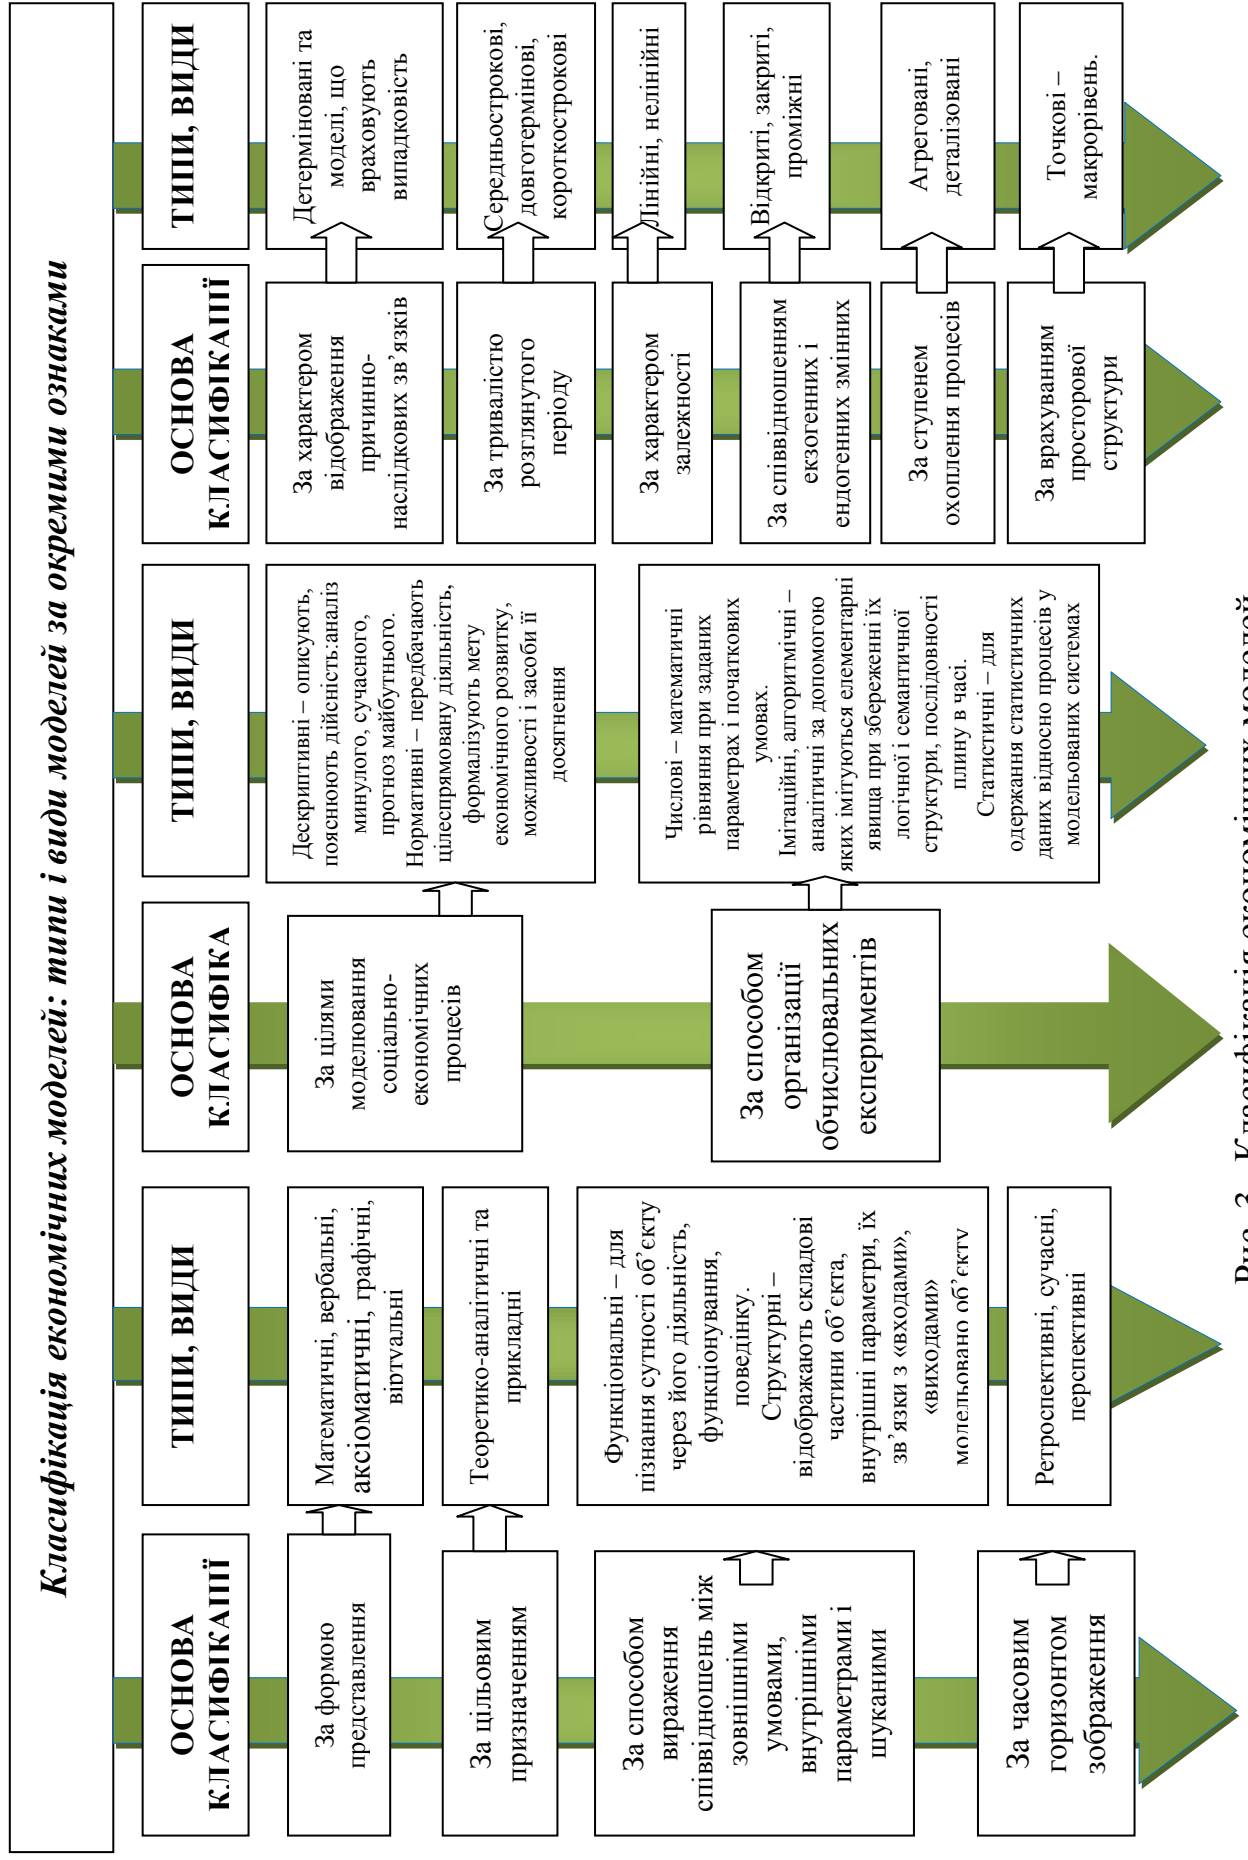 Класифікація економічних моделей: типи і види моделей за окремими ознаками
ОСНОВА
КЛАСИФІКАЦІЇ
За формою
представлення
За цільовим
призначенням
За способом
вираження
співвідношень між
зовнішніми
умовами,
внутрішніми
параметрами і
шуканими
За часовим
горизонтом
зображення
ТИПИ, ВИДИ
Математичні, вербальні,
аксіоматичні, графічні,
віртуальні
Теоретико-аналітичні та
прикладні
Функціональні – для
пізнання сутності об’єкту
через його діяльність,
функціонування,
поведінку.
Структурні –
відображають складові
частини об’єкта,
внутрішні параметри, їх
зв’язки з «входами»,
«виходами»
модельовано об’єкту
Ретроспективні, сучасні,
перспективні
ОСНОВА
КЛАСИФІКА
За цілями
моделювання
соціально-
економічних
процесів
За способом
організації
обчислювальних
експериментів
ТИПИ, ВИДИ
Дескриптивні – описують,
пояснюють дійсність:аналіз
минулого, сучасного,
прогноз майбутнього.
Нормативні – передбачають
цілеспрямовану діяльність,
формалізують мету
економічного розвитку,
можливості і засоби її
досягнення
Числові – математичні
рівняння при заданих
параметрах і початкових
умовах.
Імітаційні, алгоритмічні –
аналітичні за допомогою
яких імітуються елементарні
явища при збереженні їх
логічної і семантичної
структури, послідовності
плину в часі.
Статистичні – для
одержання статистичних
даних відносно процесів у
модельованих системах
ОСНОВА
КЛАСИФІКАЦІЇ
За характером
відображення
причинно-
наслідкових зв’язків
За тривалістю
розглянутого
періоду
За характером
залежності
За співвідношенням
екзогенних і
ендогенних змінних
За ступенем
охоплення процесів
За врахуванням
просторової
структури
ТИПИ, ВИДИ
Детерміновані та
моделі, що
враховують
випадковість
Середньострокові,
довготермінові,
короткострокові
Лінійні, нелінійні
Відкриті, закриті,
проміжні
Агреговані,
деталізовані
Точкові –
макрорівень.
Рис. 3. Класифікація економічних моделей